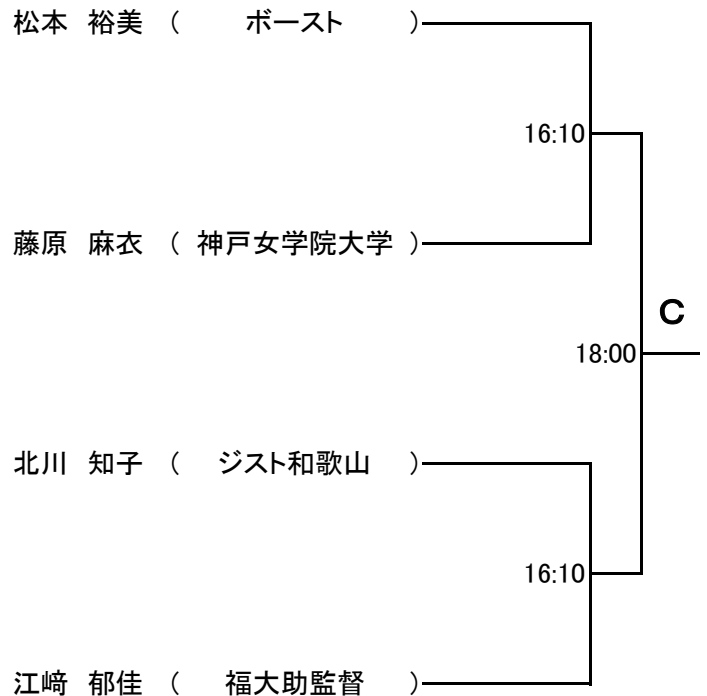 松本 裕美 （ ボースト ）
16:10
藤原 麻衣 （ 神戸女学院大学 ）
C
18:00
北川 知子 （ ジスト和歌山 ）
16:10
江﨑 郁佳 （ 福大助監督 ）